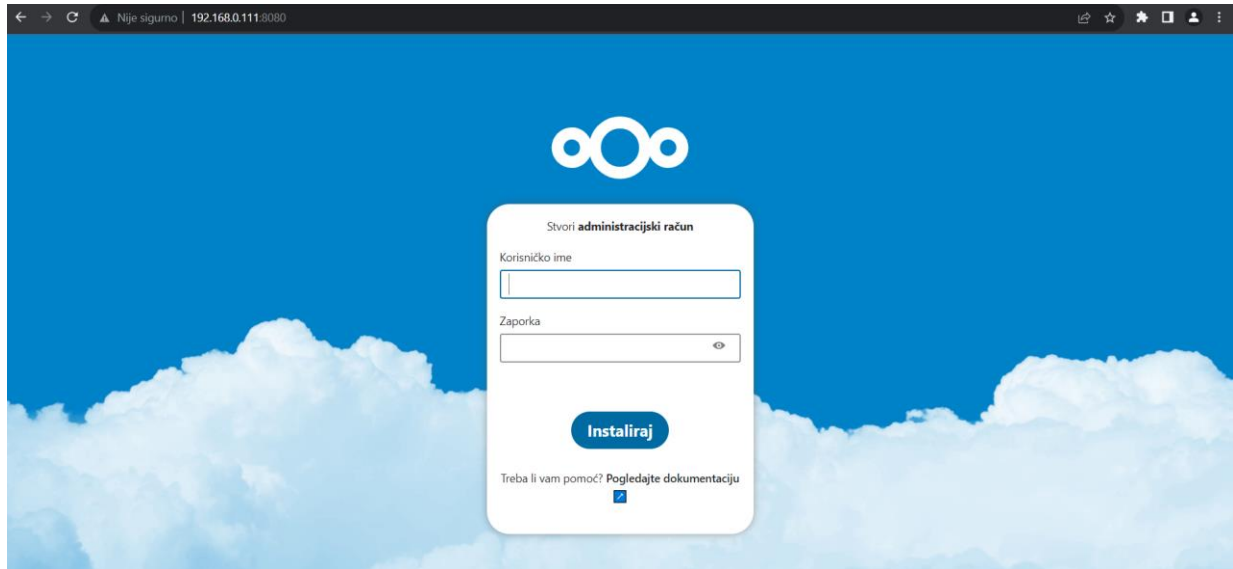 Nije sigurno | 192.168.0.111:8080
Stvori administracijski račun
Korisničko ime
Zaporka
Instaliraj
Treba li vam pomoć? Pogledajte dokumentaciju